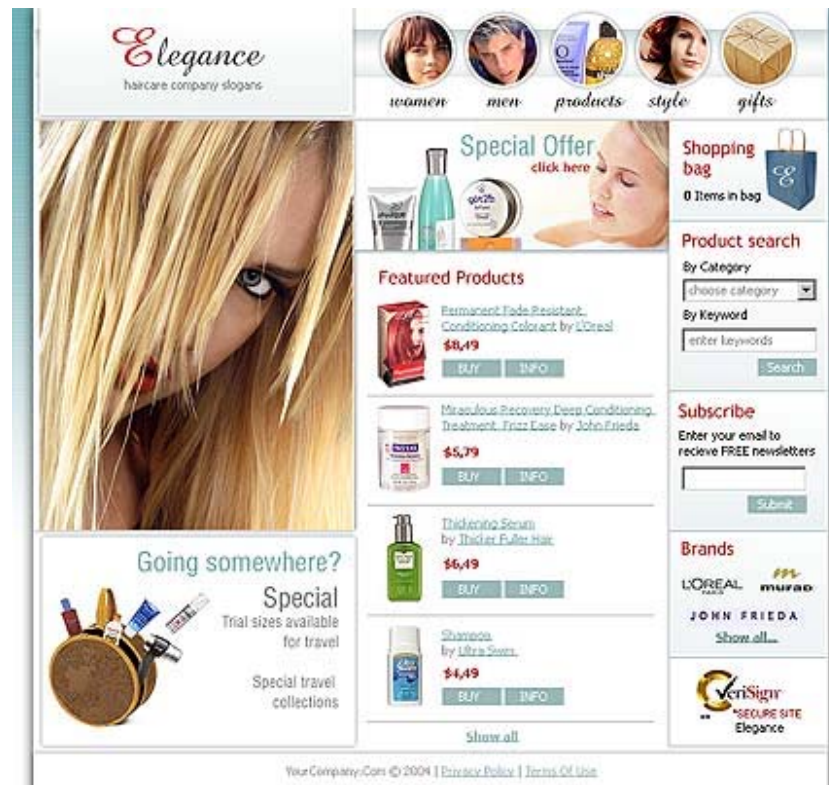 Elegance
haircare company slogans
women men products style gifts
Special Offer
click here
Shopping
bag
0 Items in bag
Product search
By Category
choose category
By Keyword
enter keywords
Search
Featured Products
Permanent Fade Resistant
Conditioning Colorant by L'Oreal
$8,49
BUY INFO
Miraculous Recovery Deep Conditioning
Treatment, Frizz Ease by John Frieda
$5,79
BUY INFO
Thickening Serum
by Thicker Fuller Hair
$6,49
BUY INFO
Shampoo
by Ultra Swim
$4,49
BUY INFO
Show all
Subscribe
Enter your email to
recieve FREE newsletters
Submit
Brands
L'ORÉAL
PARIS
murad
JOHN FRIEDA
Show all...
VeriSign
"SECURE SITE
Elegance
Going somewhere?
Special
Trial sizes available
for travel
Special travel
collections
got2b
E
YourCompany.Com © 2004 | Privacy Policy | Terms Of Use